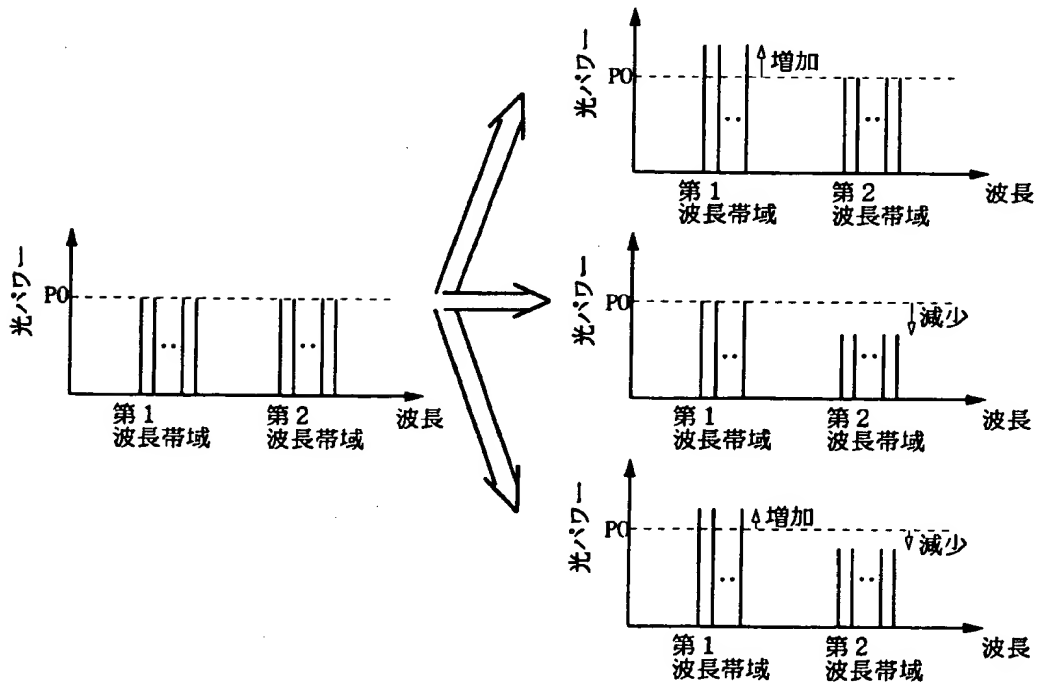 光パワー
P0
第1
波長帯域
第2
波長帯域
波長
光パワー
P0
増加
第1
波長帯域
第2
波長帯域
波長
光パワー
P0
減少
第1
波長帯域
第2
波長帯域
波長
光パワー
P0
増加
減少
第1
波長帯域
第2
波長帯域
波長